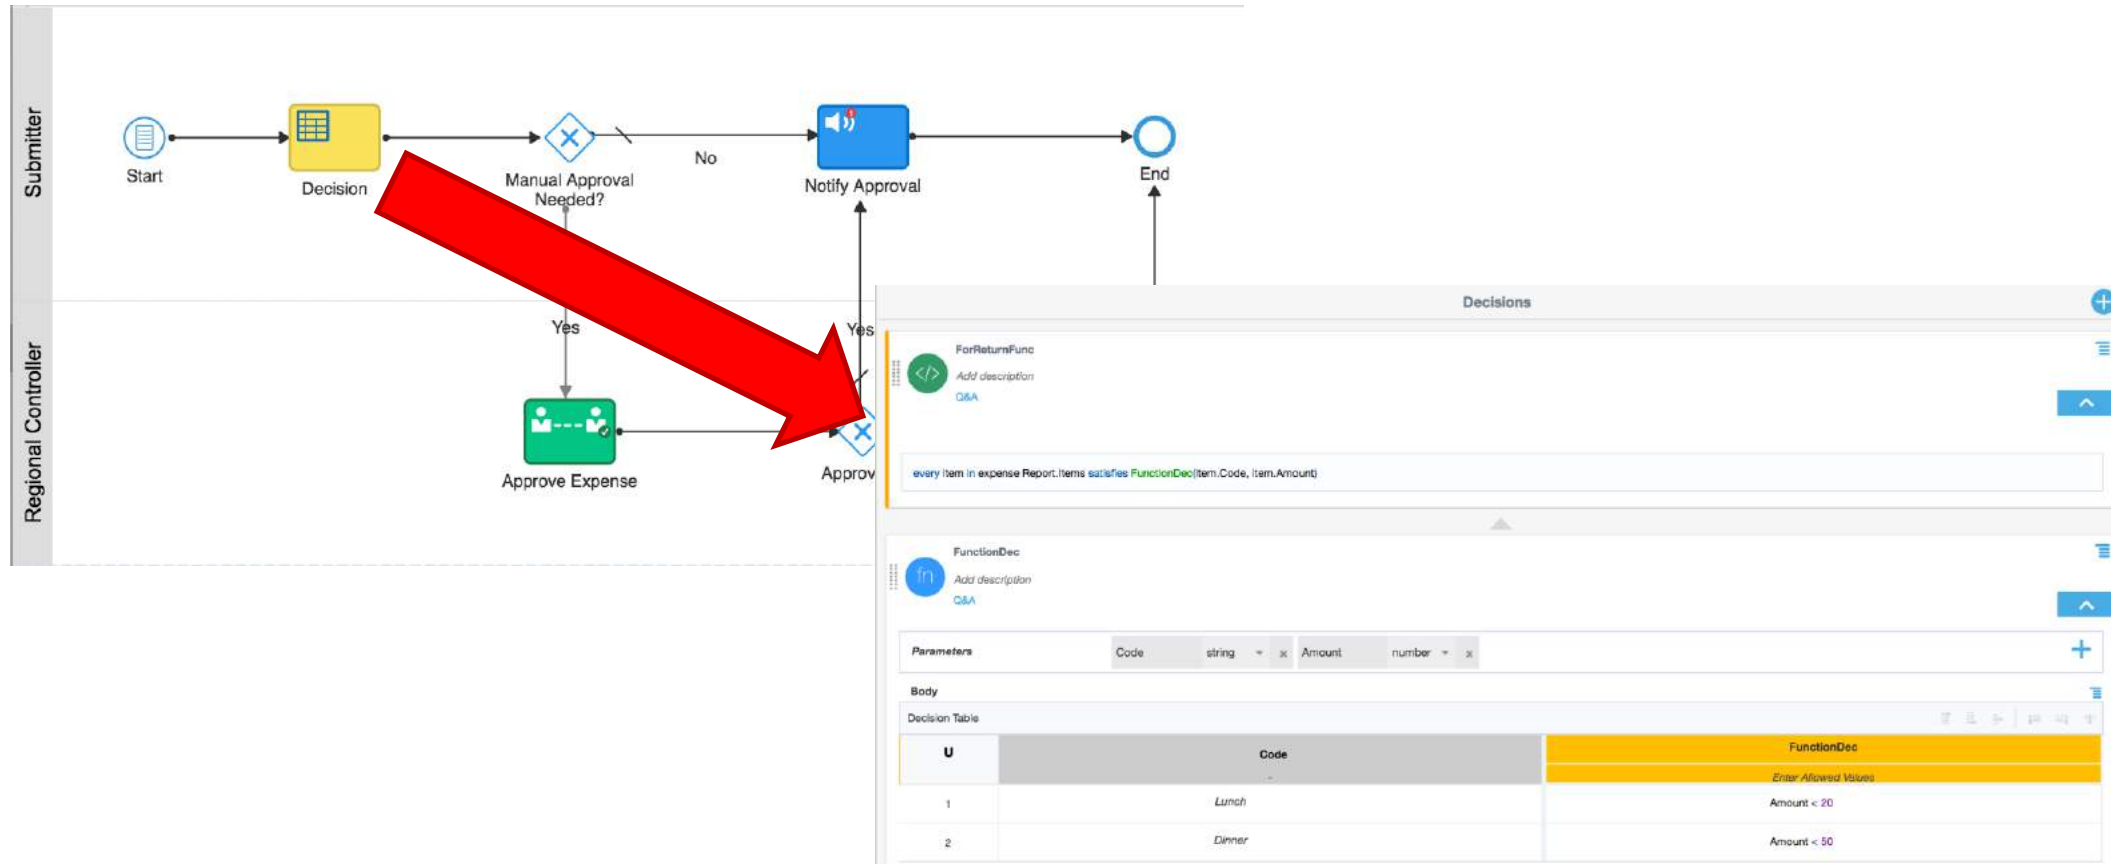 Submitter
Start
Decision
Manual Approval
Needed?
No
Notify Approval
End
Regional Controller
Yes
Approve Expense
Yes
Approv
Decisions
ForReturnFunc
</>
Add description
Q&A
every item in expense Report.Items satisfies FunctionDec(item.Code, item.Amount)
FunctionDec
fn
Add description
Q&A
Parameters
Code string x Amount number x
Body
Decision Table
U Code FunctionDec
- Enter Allowed Values
1 Lunch Amount < 20
2 Dinner Amount < 50